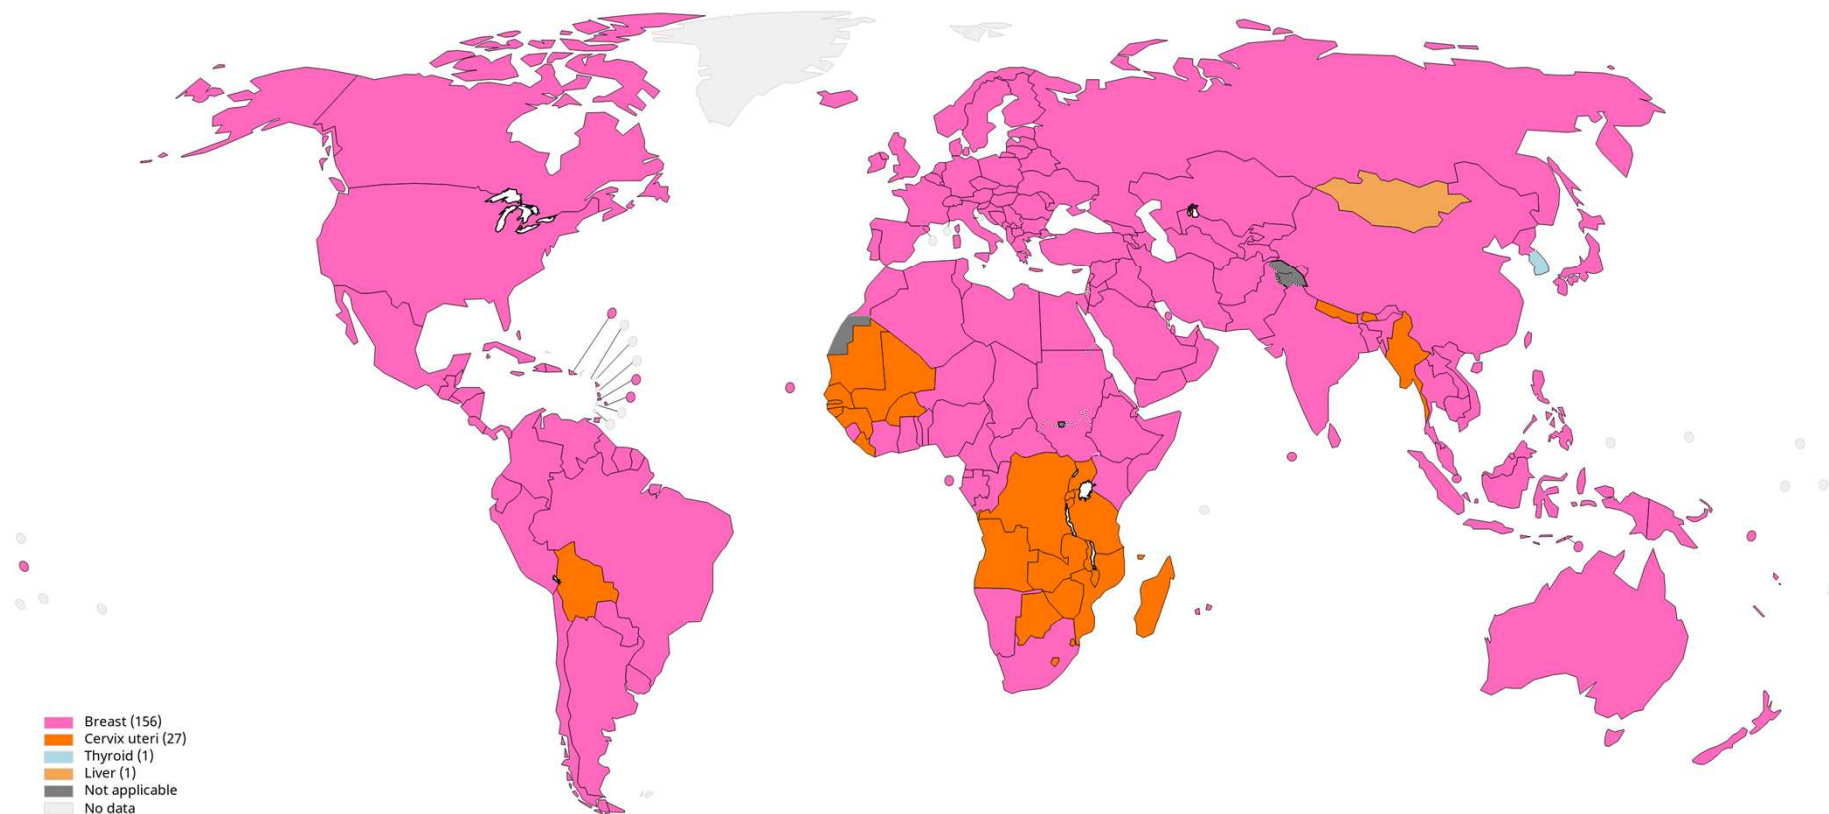 Breast (156)
Cervix uteri (27)
Thyroid (1)
Liver (1)
Not applicable
No data